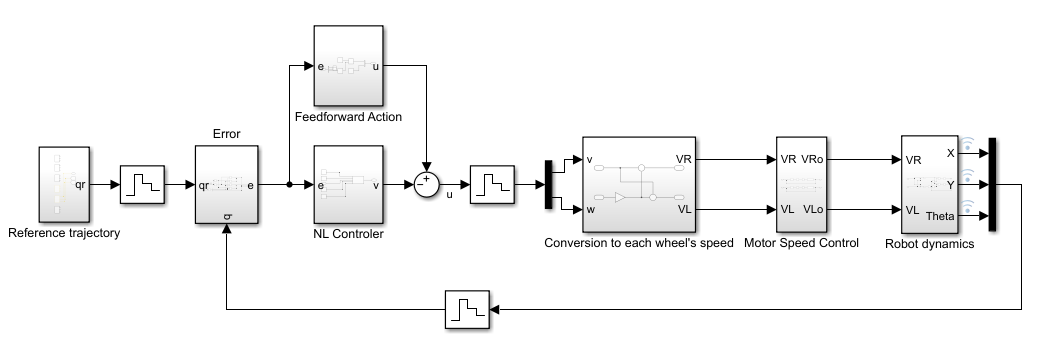 Feedforward Action
e
u
Error
Reference trajectory
qr
qr
e
q
NL Controler
e
v
+
−
u
Conversion to each wheel's speed
v
w
VR
VL
Motor Speed Control
VR VRo
VL VLo
Robot dynamics
VR
VL
X
Y
Theta